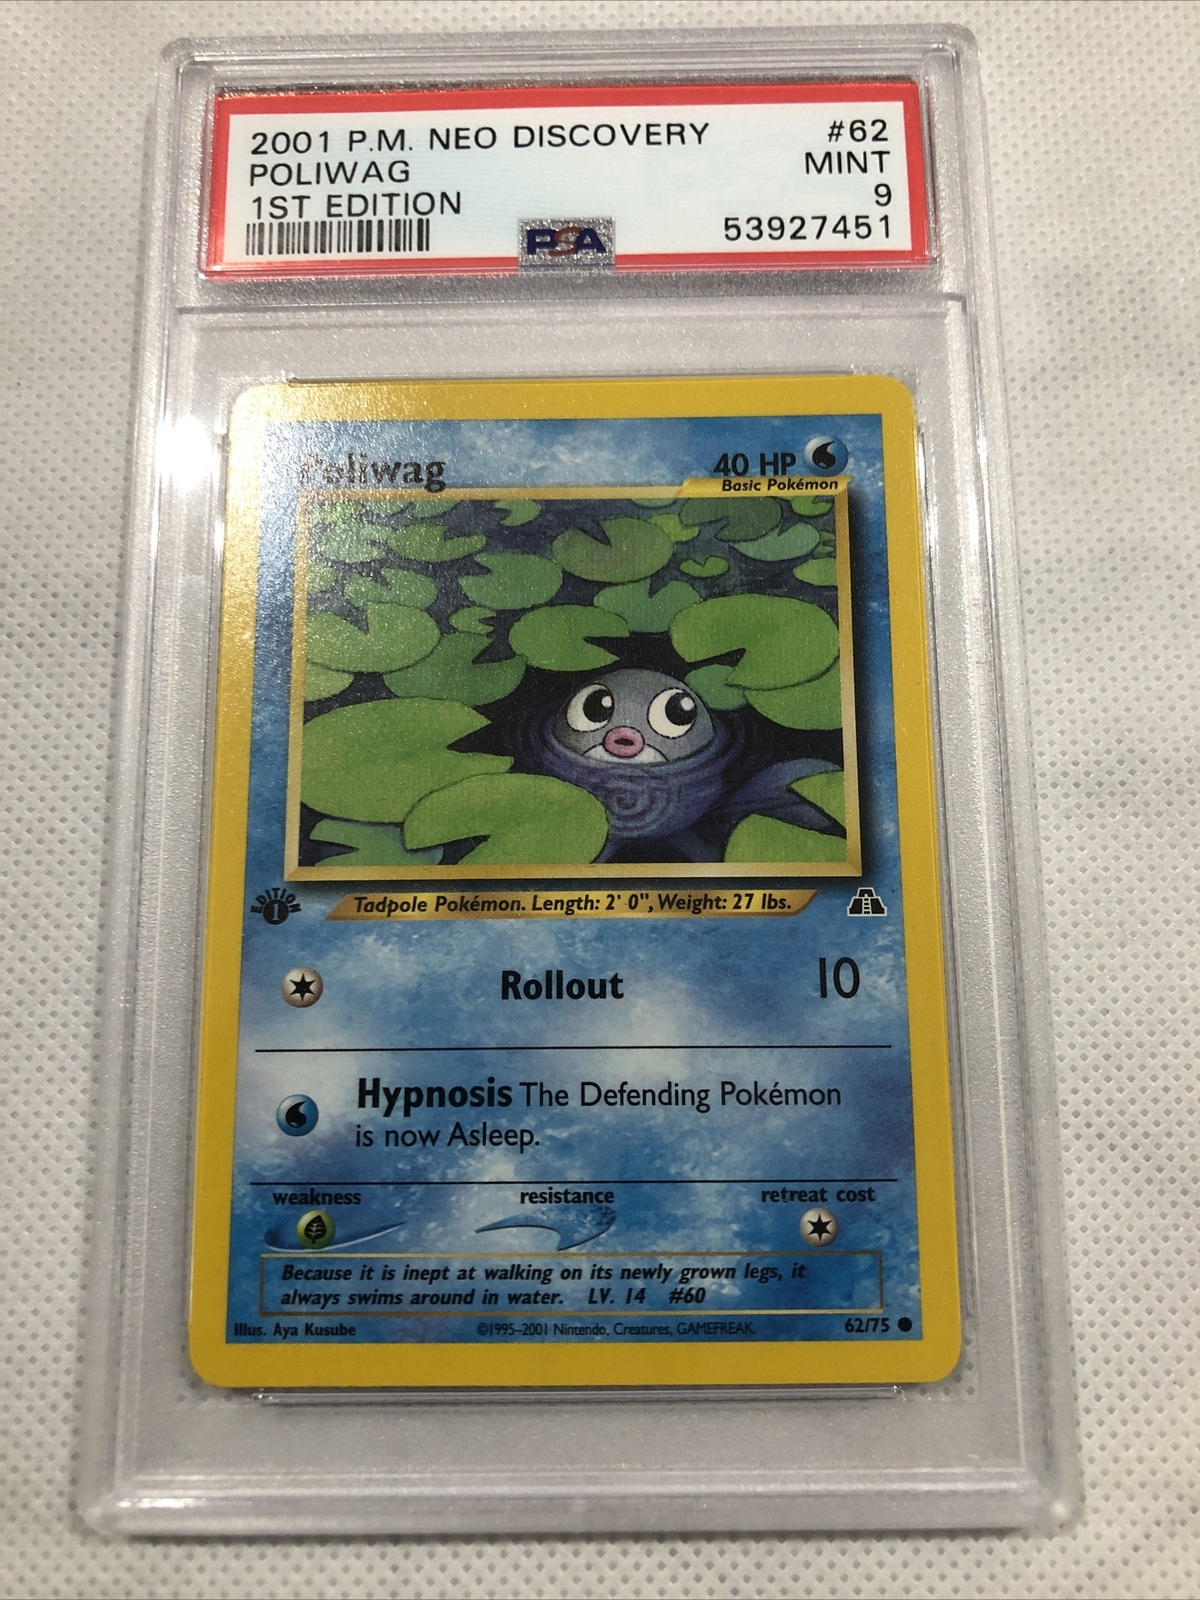 2001 P.M. NEO DISCOVERY #62
POLIWAG MINT
1ST EDITION 9
PSA 53927451
Poliwag 40 HP
Basic Pokémon
EDITION
1
Tadpole Pokémon. Length: 2' 0", Weight: 27 lbs.
Rollout 10
Hypnosis The Defending Pokémon
is now Asleep.
weakness resistance retreat cost
Because it is inept at walking on its newly grown legs, it
always swims around in water. LV. 14 #60
Illus. Aya Kusube ©1995–2001 Nintendo, Creatures, GAMEFREAK. 62/75